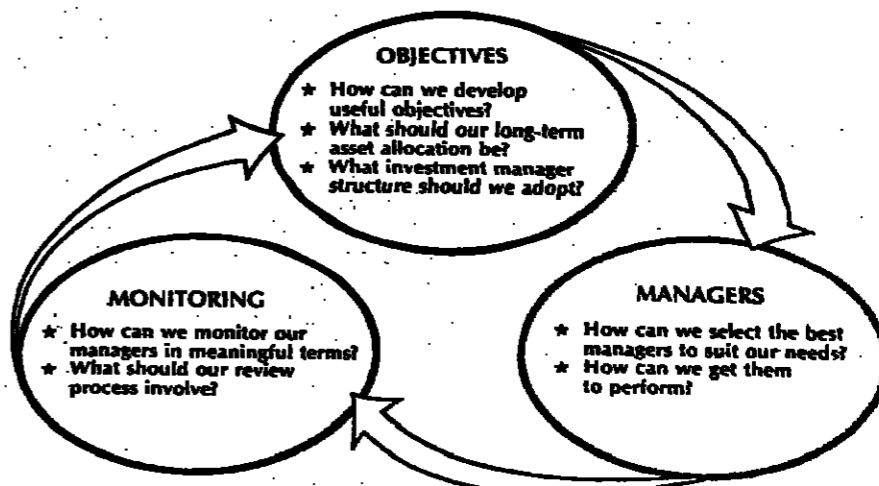 OBJECTIVES
★ How can we develop
useful objectives?
★ What should our long-term
asset allocation be?
★ What investment manager
structure should we adopt?
MONITORING
★ How can we monitor our
managers in meaningful terms?
★ What should our review
process involve?
MANAGERS
★ How can we select the best
managers to suit our needs?
★ How can we get them
to perform?